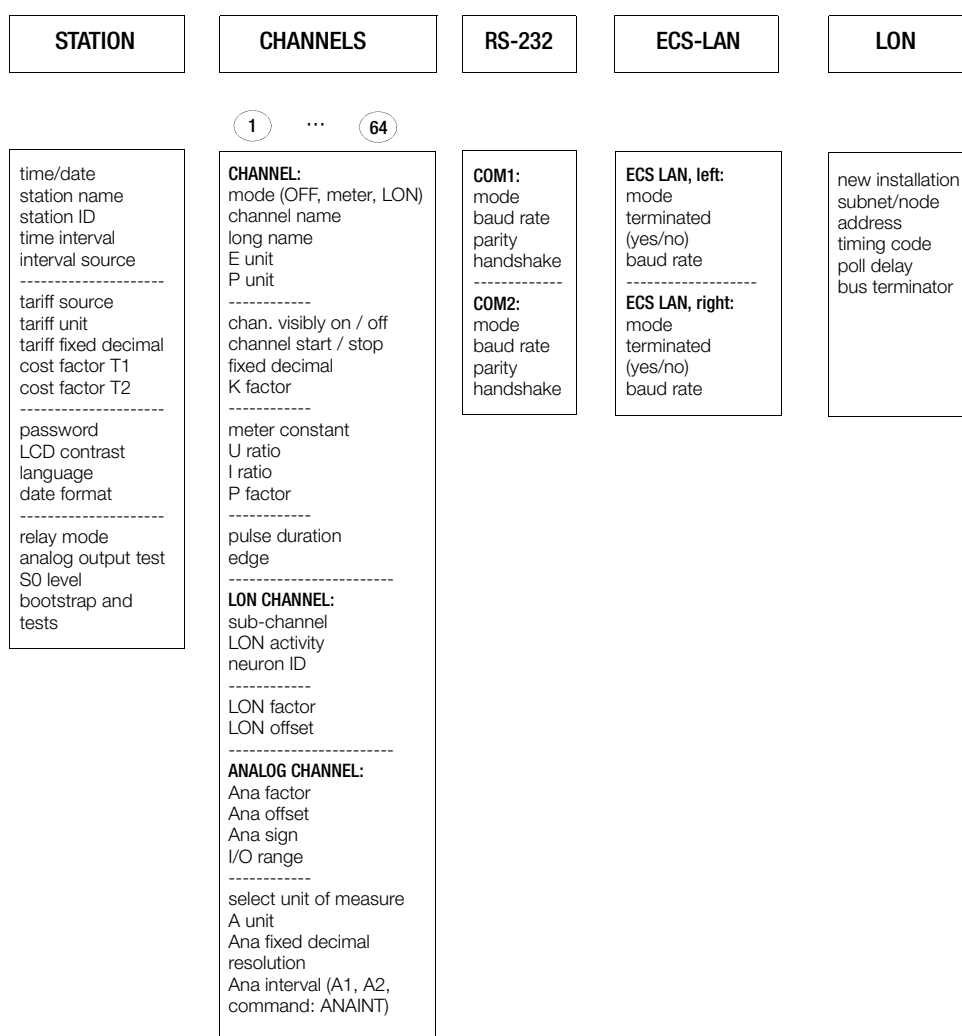 STATION
CHANNELS
RS-232
ECS-LAN
LON
1 ... 64
time/date
station name
station ID
time interval
interval source
---------------------
tariff source
tariff unit
tariff fixed decimal
cost factor T1
cost factor T2
---------------------
password
LCD contrast
language
date format
---------------------
relay mode
analog output test
S0 level
bootstrap and
tests
CHANNEL:
mode (OFF, meter, LON)
channel name
long name
E unit
P unit
------------
chan. visibly on / off
channel start / stop
fixed decimal
K factor
------------
meter constant
U ratio
I ratio
P factor
------------
pulse duration
edge
------------------------
LON CHANNEL:
sub-channel
LON activity
neuron ID
------------
LON factor
LON offset
------------------------
ANALOG CHANNEL:
Ana factor
Ana offset
Ana sign
I/O range
------------
select unit of measure
A unit
Ana fixed decimal
resolution
Ana interval (A1, A2,
command: ANAINT)
COM1:
mode
baud rate
parity
handshake
-------------
COM2:
mode
baud rate
parity
handshake
ECS LAN, left:
mode
terminated
(yes/no)
baud rate
-------------------
ECS LAN, right:
mode
terminated
(yes/no)
baud rate
new installation
subnet/node
address
timing code
poll delay
bus terminator